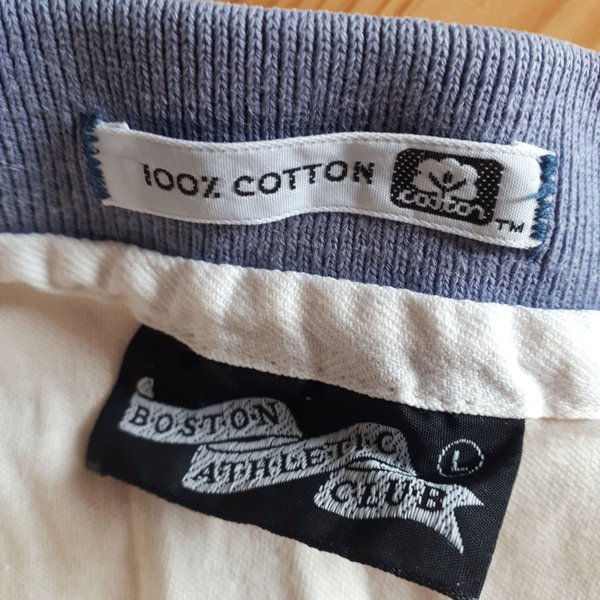 100% COTTON cotton TM
BOSTON
ATHLETIC L
CLUB